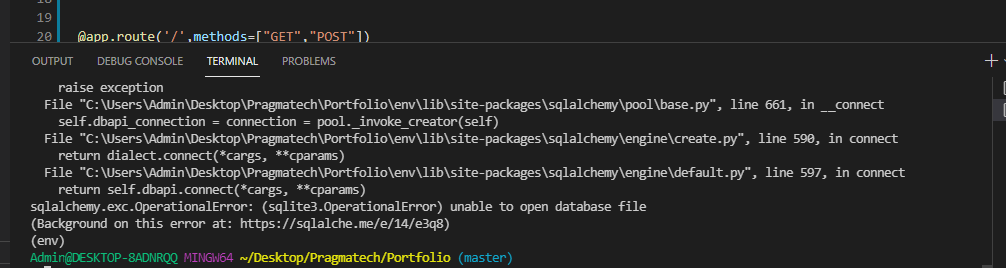 19
20 @app.route('/',methods=["GET","POST"])
OUTPUT DEBUG CONSOLE TERMINAL PROBLEMS
raise exception
File "C:\Users\Admin\Desktop\Pragmatech\Portfolio\env\lib\site-packages\sqlalchemy\pool\base.py", line 661, in __connect
self.dbapi_connection = connection = pool._invoke_creator(self)
File "C:\Users\Admin\Desktop\Pragmatech\Portfolio\env\lib\site-packages\sqlalchemy\engine\create.py", line 590, in connect
return dialect.connect(*cargs, **cparams)
File "C:\Users\Admin\Desktop\Pragmatech\Portfolio\env\lib\site-packages\sqlalchemy\engine\default.py", line 597, in connect
return self.dbapi.connect(*cargs, **cparams)
sqlalchemy.exc.OperationalError: (sqlite3.OperationalError) unable to open database file
(Background on this error at: https://sqlalche.me/e/14/e3q8)
(env)
Admin@DESKTOP-8ADNRQQ MINGW64 ~/Desktop/Pragmatech/Portfolio (master)